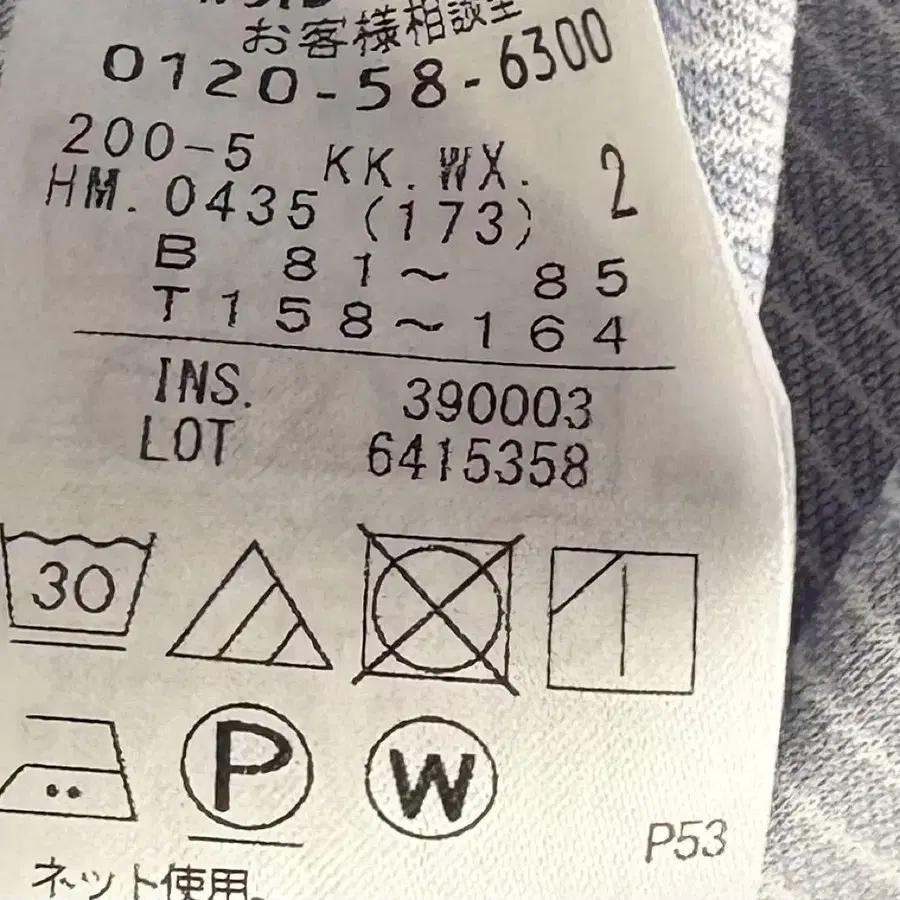 お客様相談室
0120-58-6300
200-5 KK.WX. 2
HM.0435 (173)
B 81～ 85
T158～164
INS. 390003
LOT 6415358
30
P W
P53
ネット使用